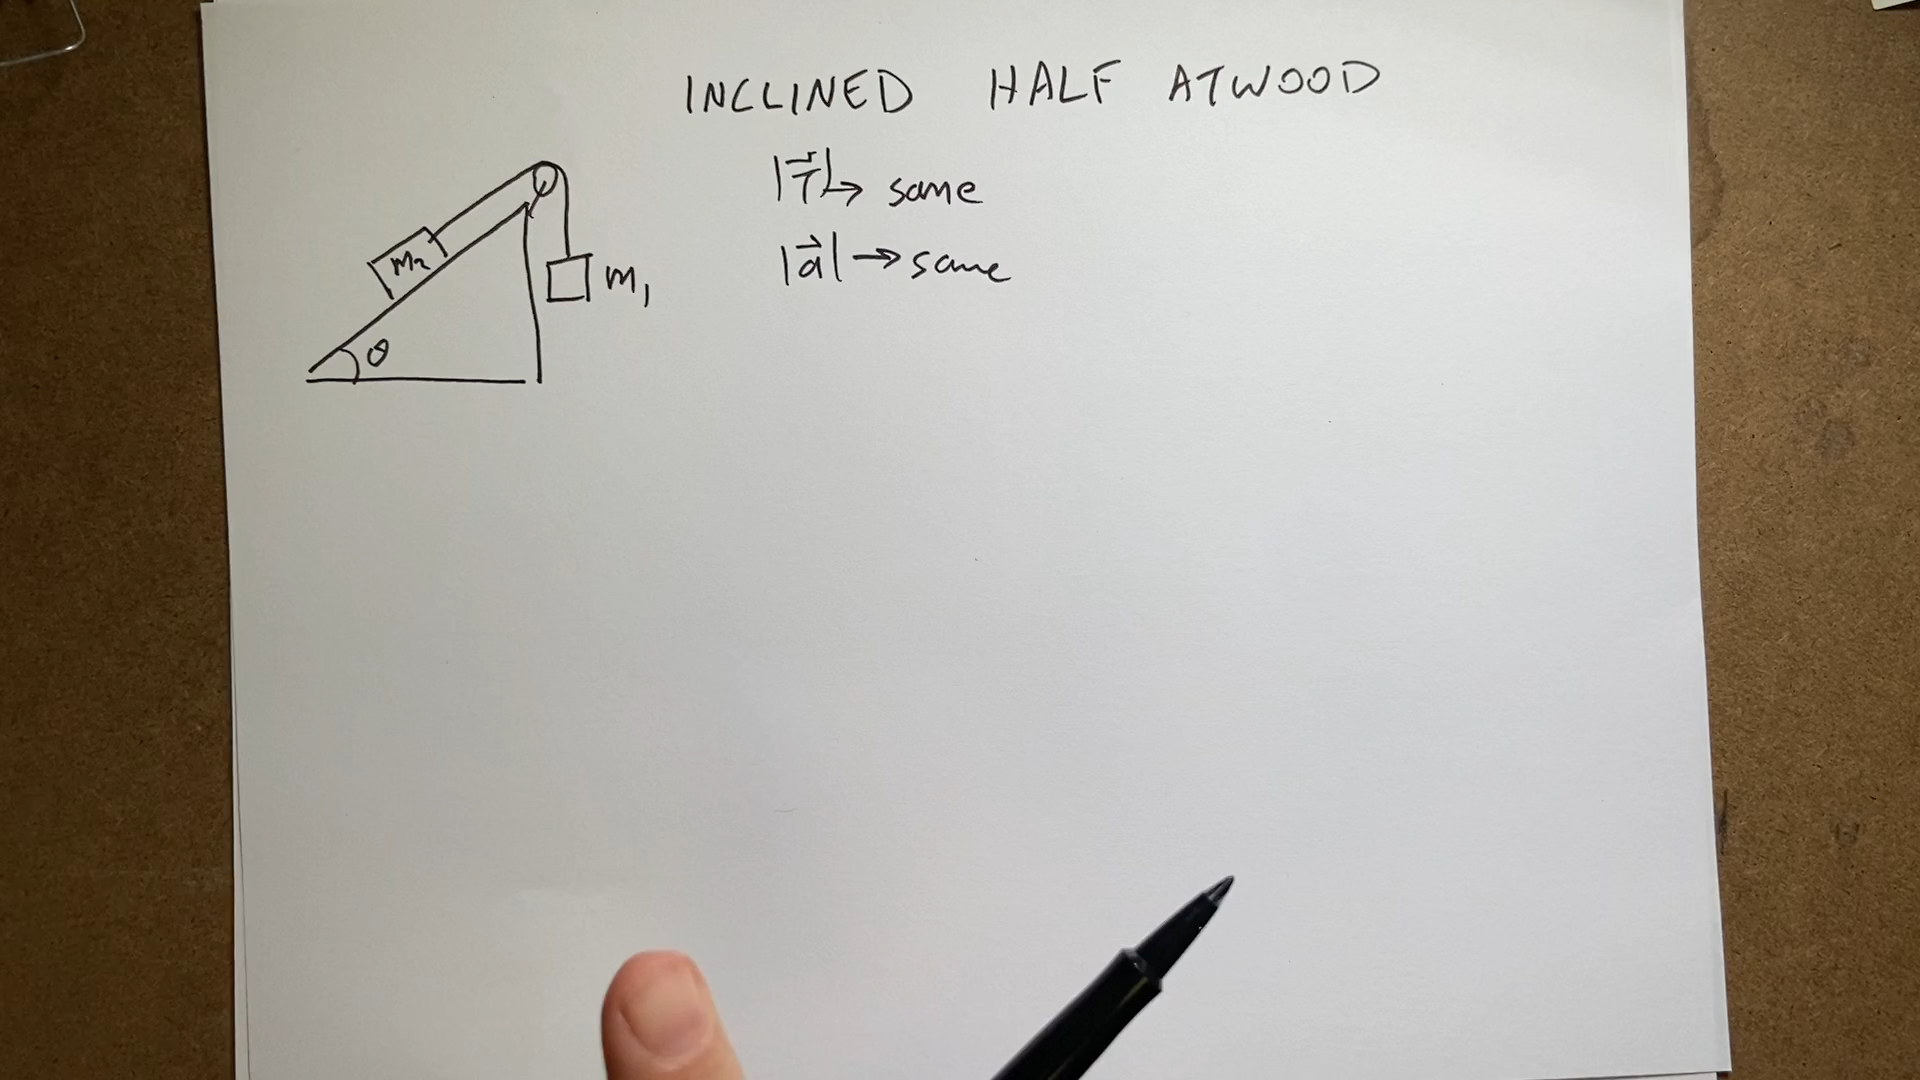 INCLINED HALF ATWOOD
|T⃗|↳ same
|a⃗| → same
m₂
m₁
θ